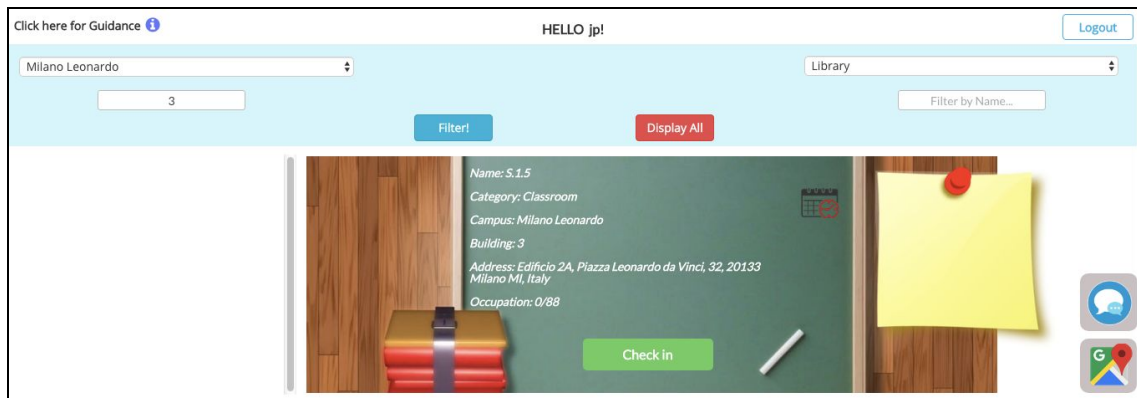 Click here for Guidance
HELLO jp!
Logout
Milano Leonardo
Library
3
Filter by Name...
Filter!
Display All
Name: S.1.5
Category: Classroom
Campus: Milano Leonardo
Building: 3
Address: Edificio 2A, Piazza Leonardo da Vinci, 32, 20133
Milano MI, Italy
Occupation: 0/88
Check in
G